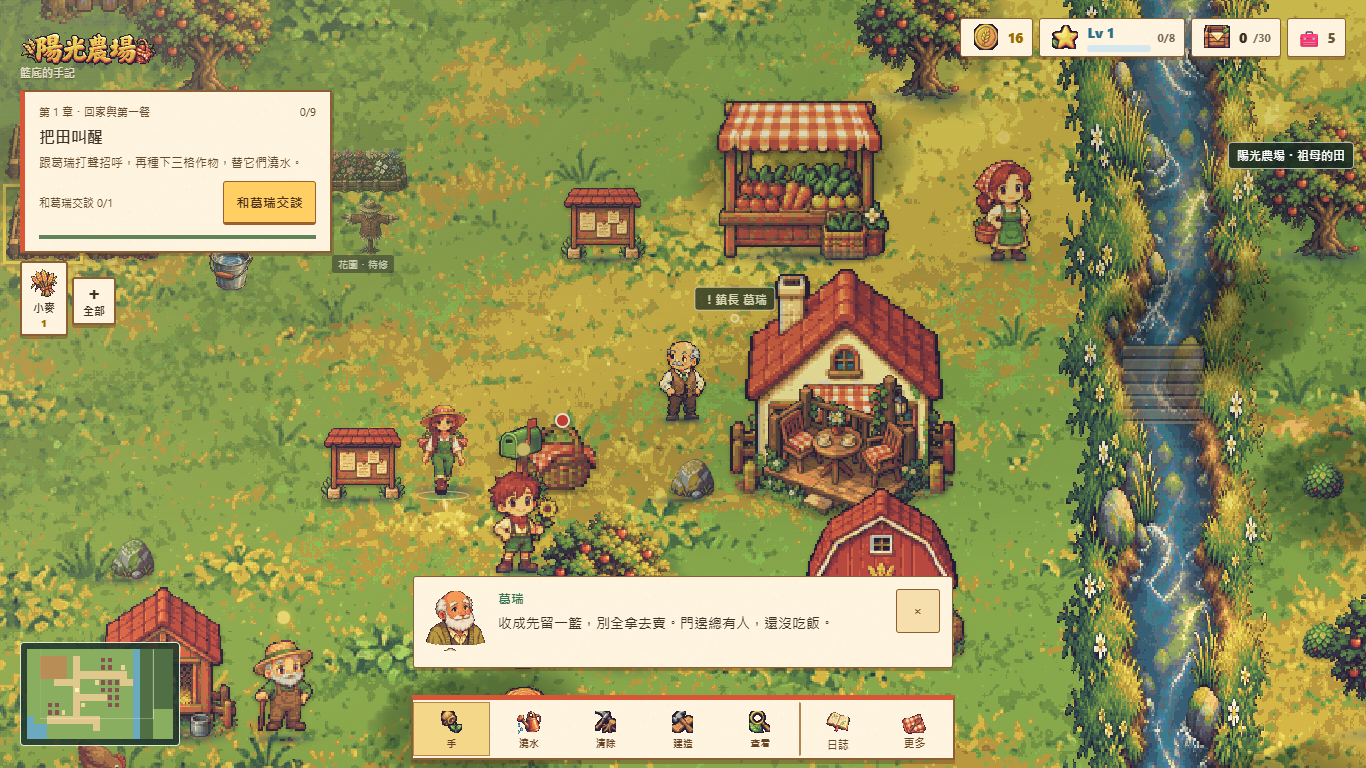 陽光農場
籃底的手記
第 1 章 · 回家與第一餐 0/9
把田叫醒
跟葛瑞打聲招呼，再種下三格作物，替它們澆水。
和葛瑞交談 0/1
和葛瑞交談
小麥
1
+
全部
花圃 · 待修
16
Lv 1
0/8
0 /30
5
陽光農場 · 祖母的田
! 鎮長 葛瑞
葛瑞
收成先留一籃，別全拿去賣。門邊總有人，還沒吃飯。
×
手
澆水
清除
建造
查看
日誌
更多